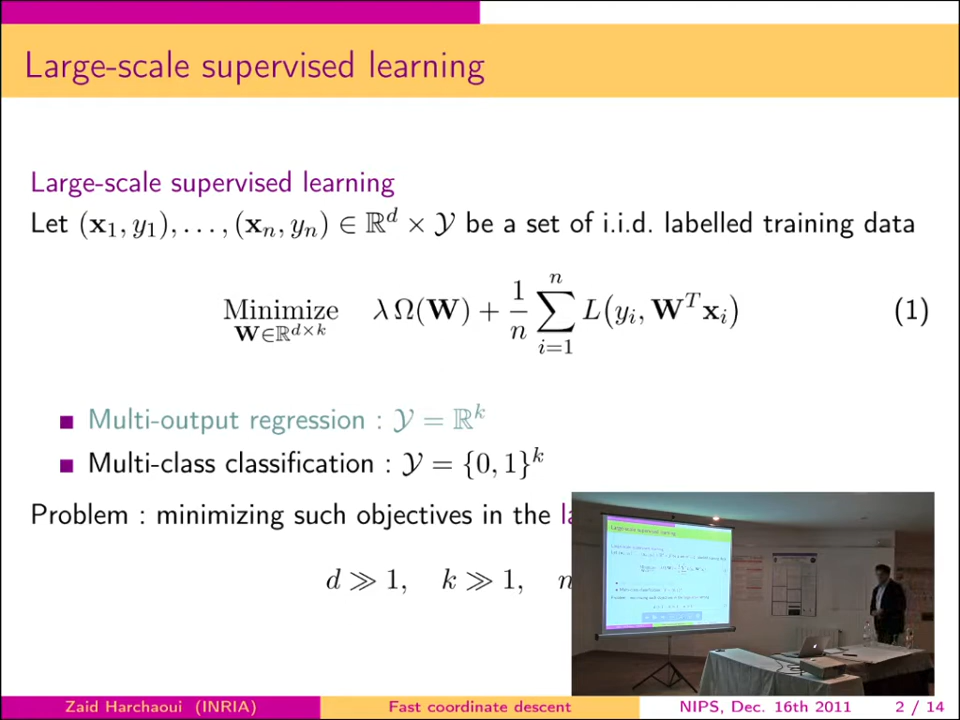 Large-scale supervised learning
Large-scale supervised learning
Let (x₁, y₁), . . . , (xₙ, yₙ) ∈ ℝᵈ × 𝒴 be a set of i.i.d. labelled training data
Minimize λ Ω(W) + 1/n ∑ L(yᵢ, Wᵀxᵢ) (1)
W∈ℝᵈˣᵏ i=1 n
■ Multi-output regression : 𝒴 = ℝᵏ
■ Multi-class classification : 𝒴 = {0, 1}ᵏ
Problem : minimizing such objectives in the
d ≫ 1, k ≫ 1, n
Zaid Harchaoui (INRIA) Fast coordinate descent NIPS, Dec. 16th 2011 2 / 14